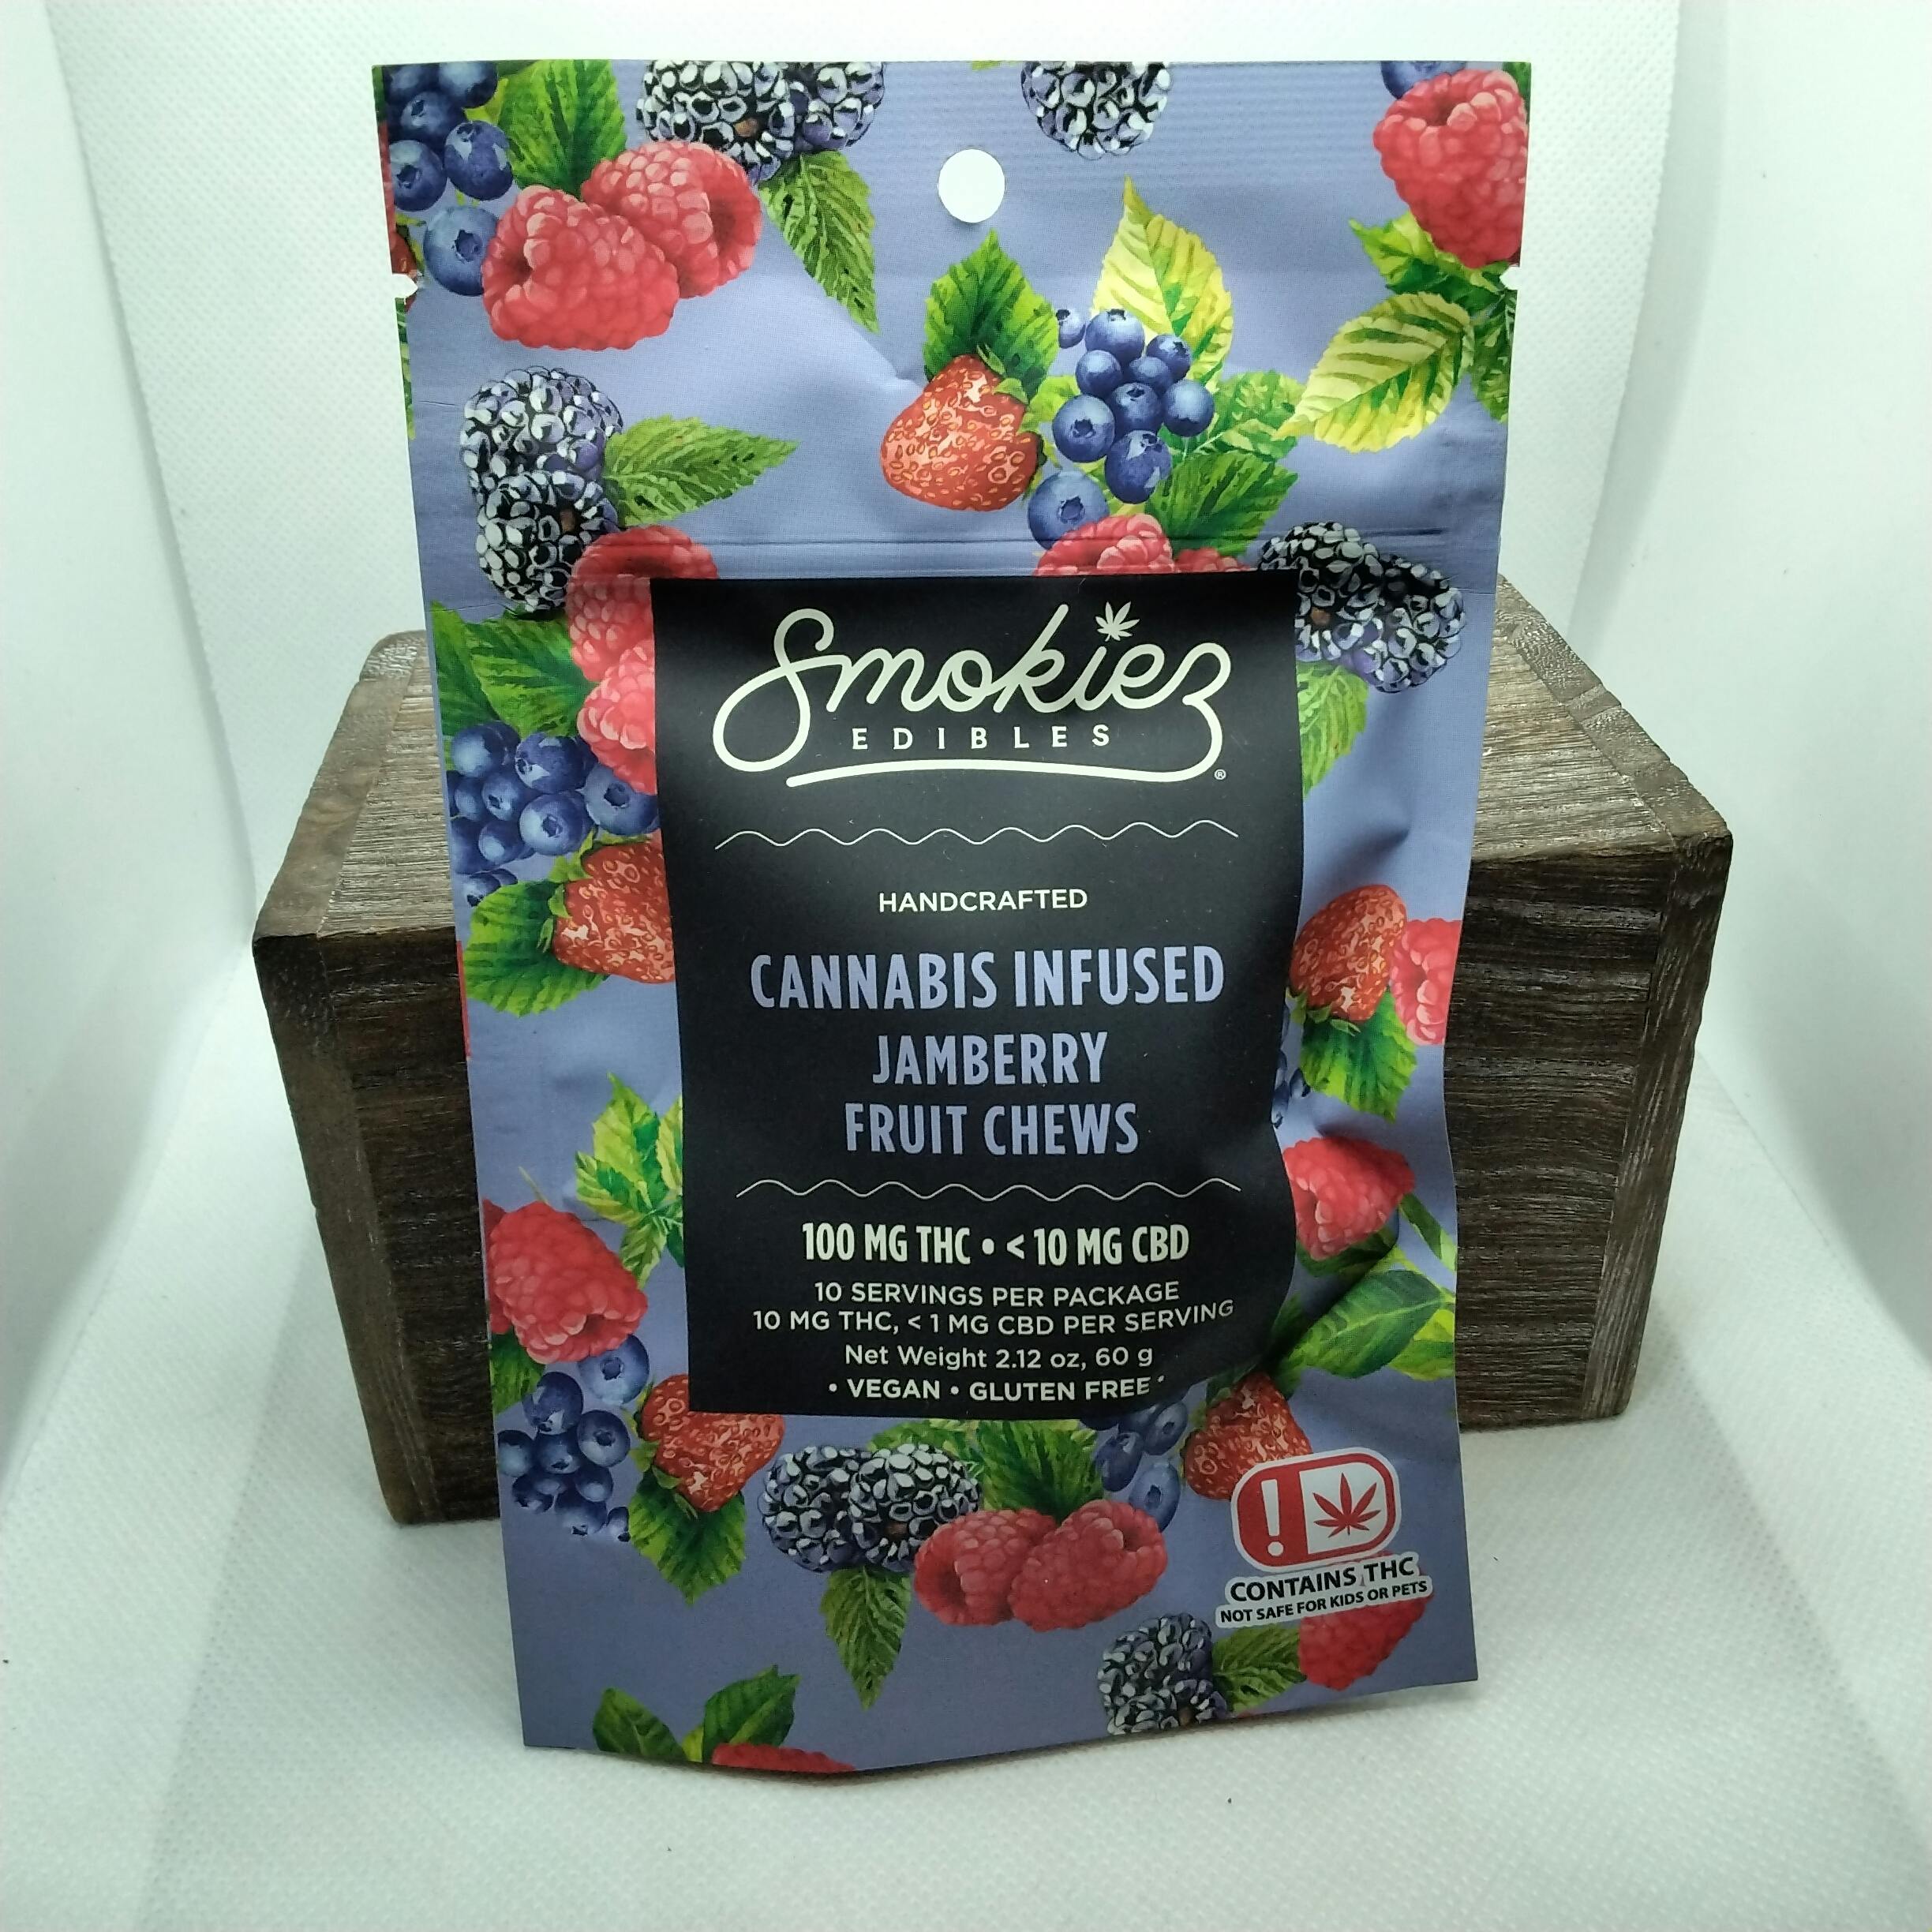 Smokiez
EDIBLES
®
HANDCRAFTED
CANNABIS INFUSED
JAMBERRY
FRUIT CHEWS
100 MG THC • < 10 MG CBD
10 SERVINGS PER PACKAGE
10 MG THC, < 1 MG CBD PER SERVING
Net Weight 2.12 oz, 60 g
• VEGAN • GLUTEN FREE •
!
CONTAINS THC
NOT SAFE FOR KIDS OR PETS